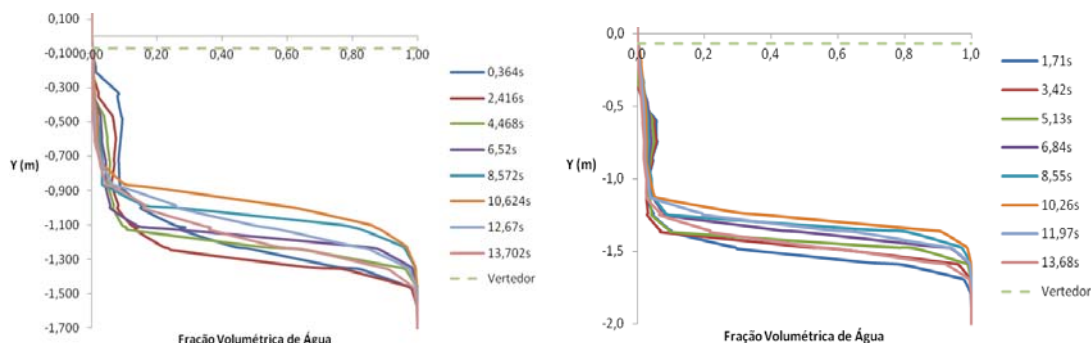 0,100
-0,1000
-0,300
-0,500
-0,700
-0,900
-1,100
-1,300
-1,500
-1,700
Y (m)
0,00 0,20 0,40 0,60 0,80 1,00
Fração Volumétrica de Água
0,364s
2,416s
4,468s
6,52s
8,572s
10,624s
12,67s
13,702s
Vertedor
0,0
-0,5
-1,0
-1,5
-2,0
Y (m)
0,0 0,2 0,4 0,6 0,8 1,0
Fração Volumétrica de Água
1,71s
3,42s
5,13s
6,84s
8,55s
10,26s
11,97s
13,68s
Vertedor